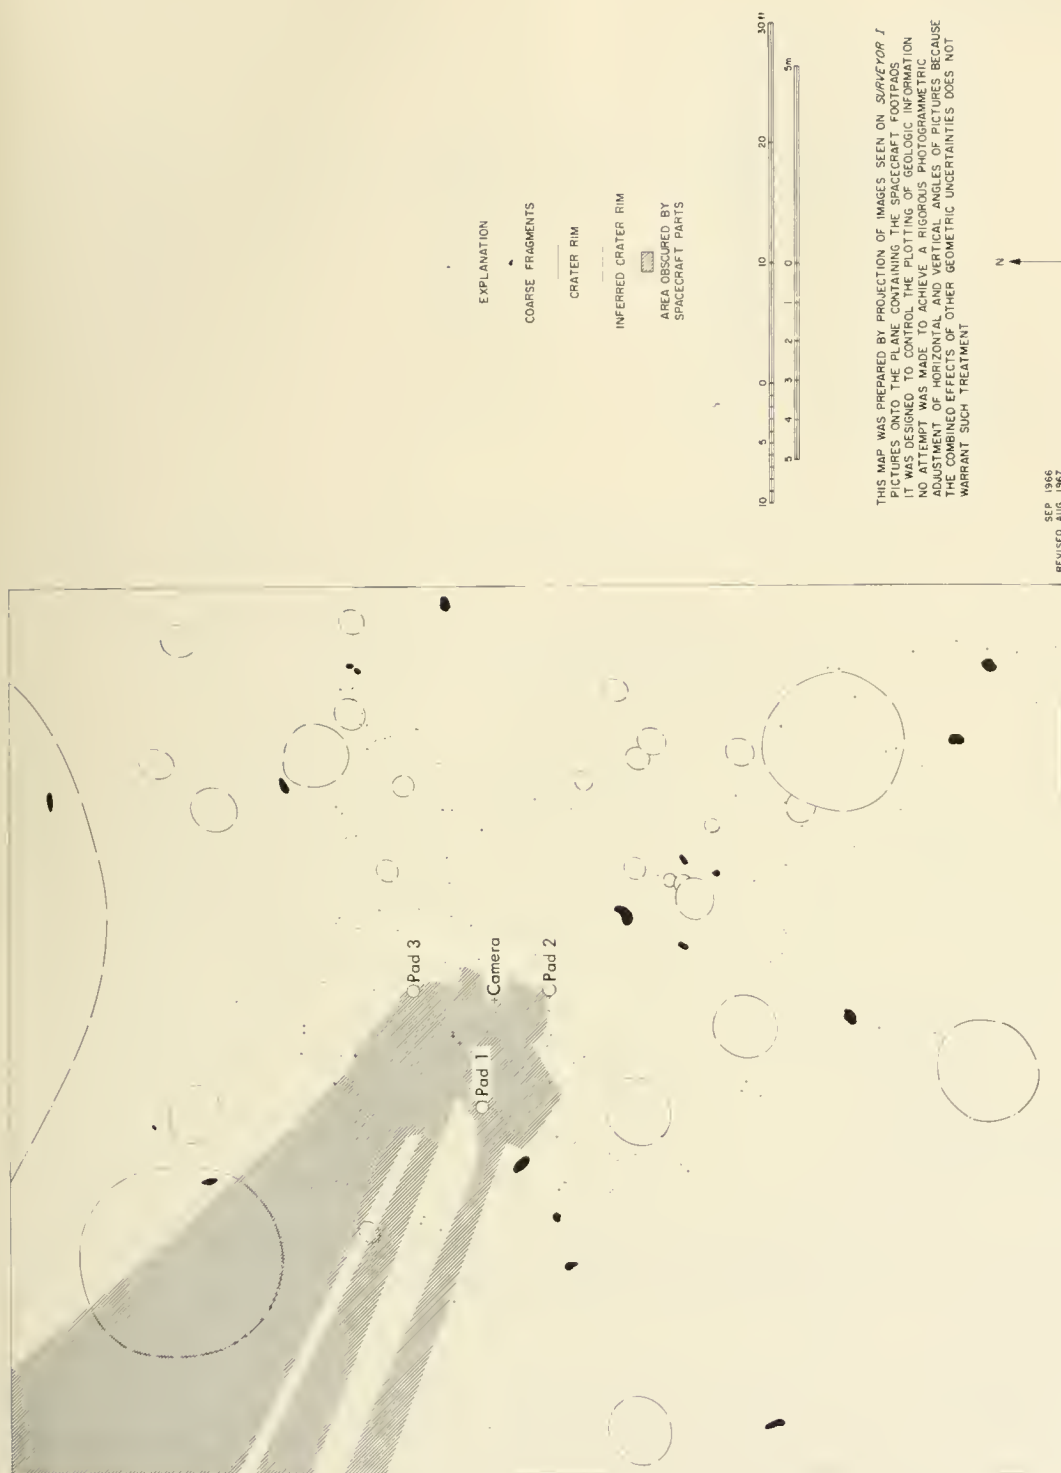 EXPLANATION
COARSE FRAGMENTS
CRATER RIM
INFERRED CRATER RIM
AREA OBSCURED BY
SPACECRAFT PARTS
10 5 0 10 20 30 ft
5 4 3 2 1 0 5m
THIS MAP WAS PREPARED BY PROJECTION OF IMAGES SEEN ON SURVEYOR I
PICTURES ONTO THE PLANE CONTAINING THE SPACECRAFT FOOTPADS
IT WAS DESIGNED TO CONTROL THE PLOTTING OF GEOLOGIC INFORMATION
NO ATTEMPT WAS MADE TO ACHIEVE A RIGOROUS PHOTOGRAMMETRIC
ADJUSTMENT OF HORIZONTAL AND VERTICAL ANGLES OF PICTURES BECAUSE
THE COMBINED EFFECTS OF OTHER GEOMETRIC UNCERTAINTIES DOES NOT
WARRANT SUCH TREATMENT
N
SEP 1966
REVISED AUG 1967
Pad 3
Camera
Pad 2
Pad 1